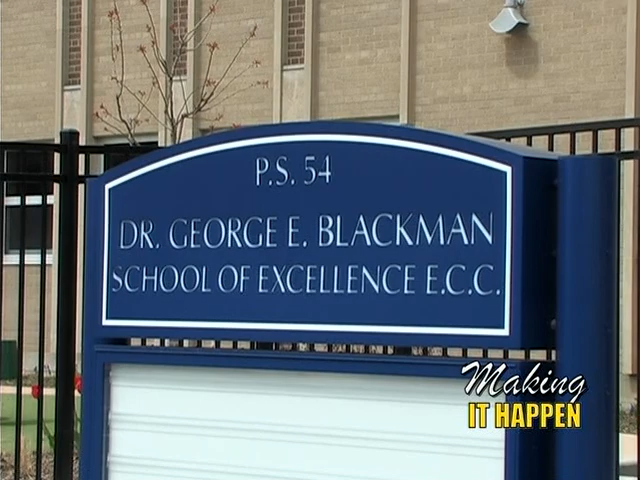 P.S. 54
DR. GEORGE E. BLACKMAN
SCHOOL OF EXCELLENCE E.C.C.
Making
IT HAPPEN